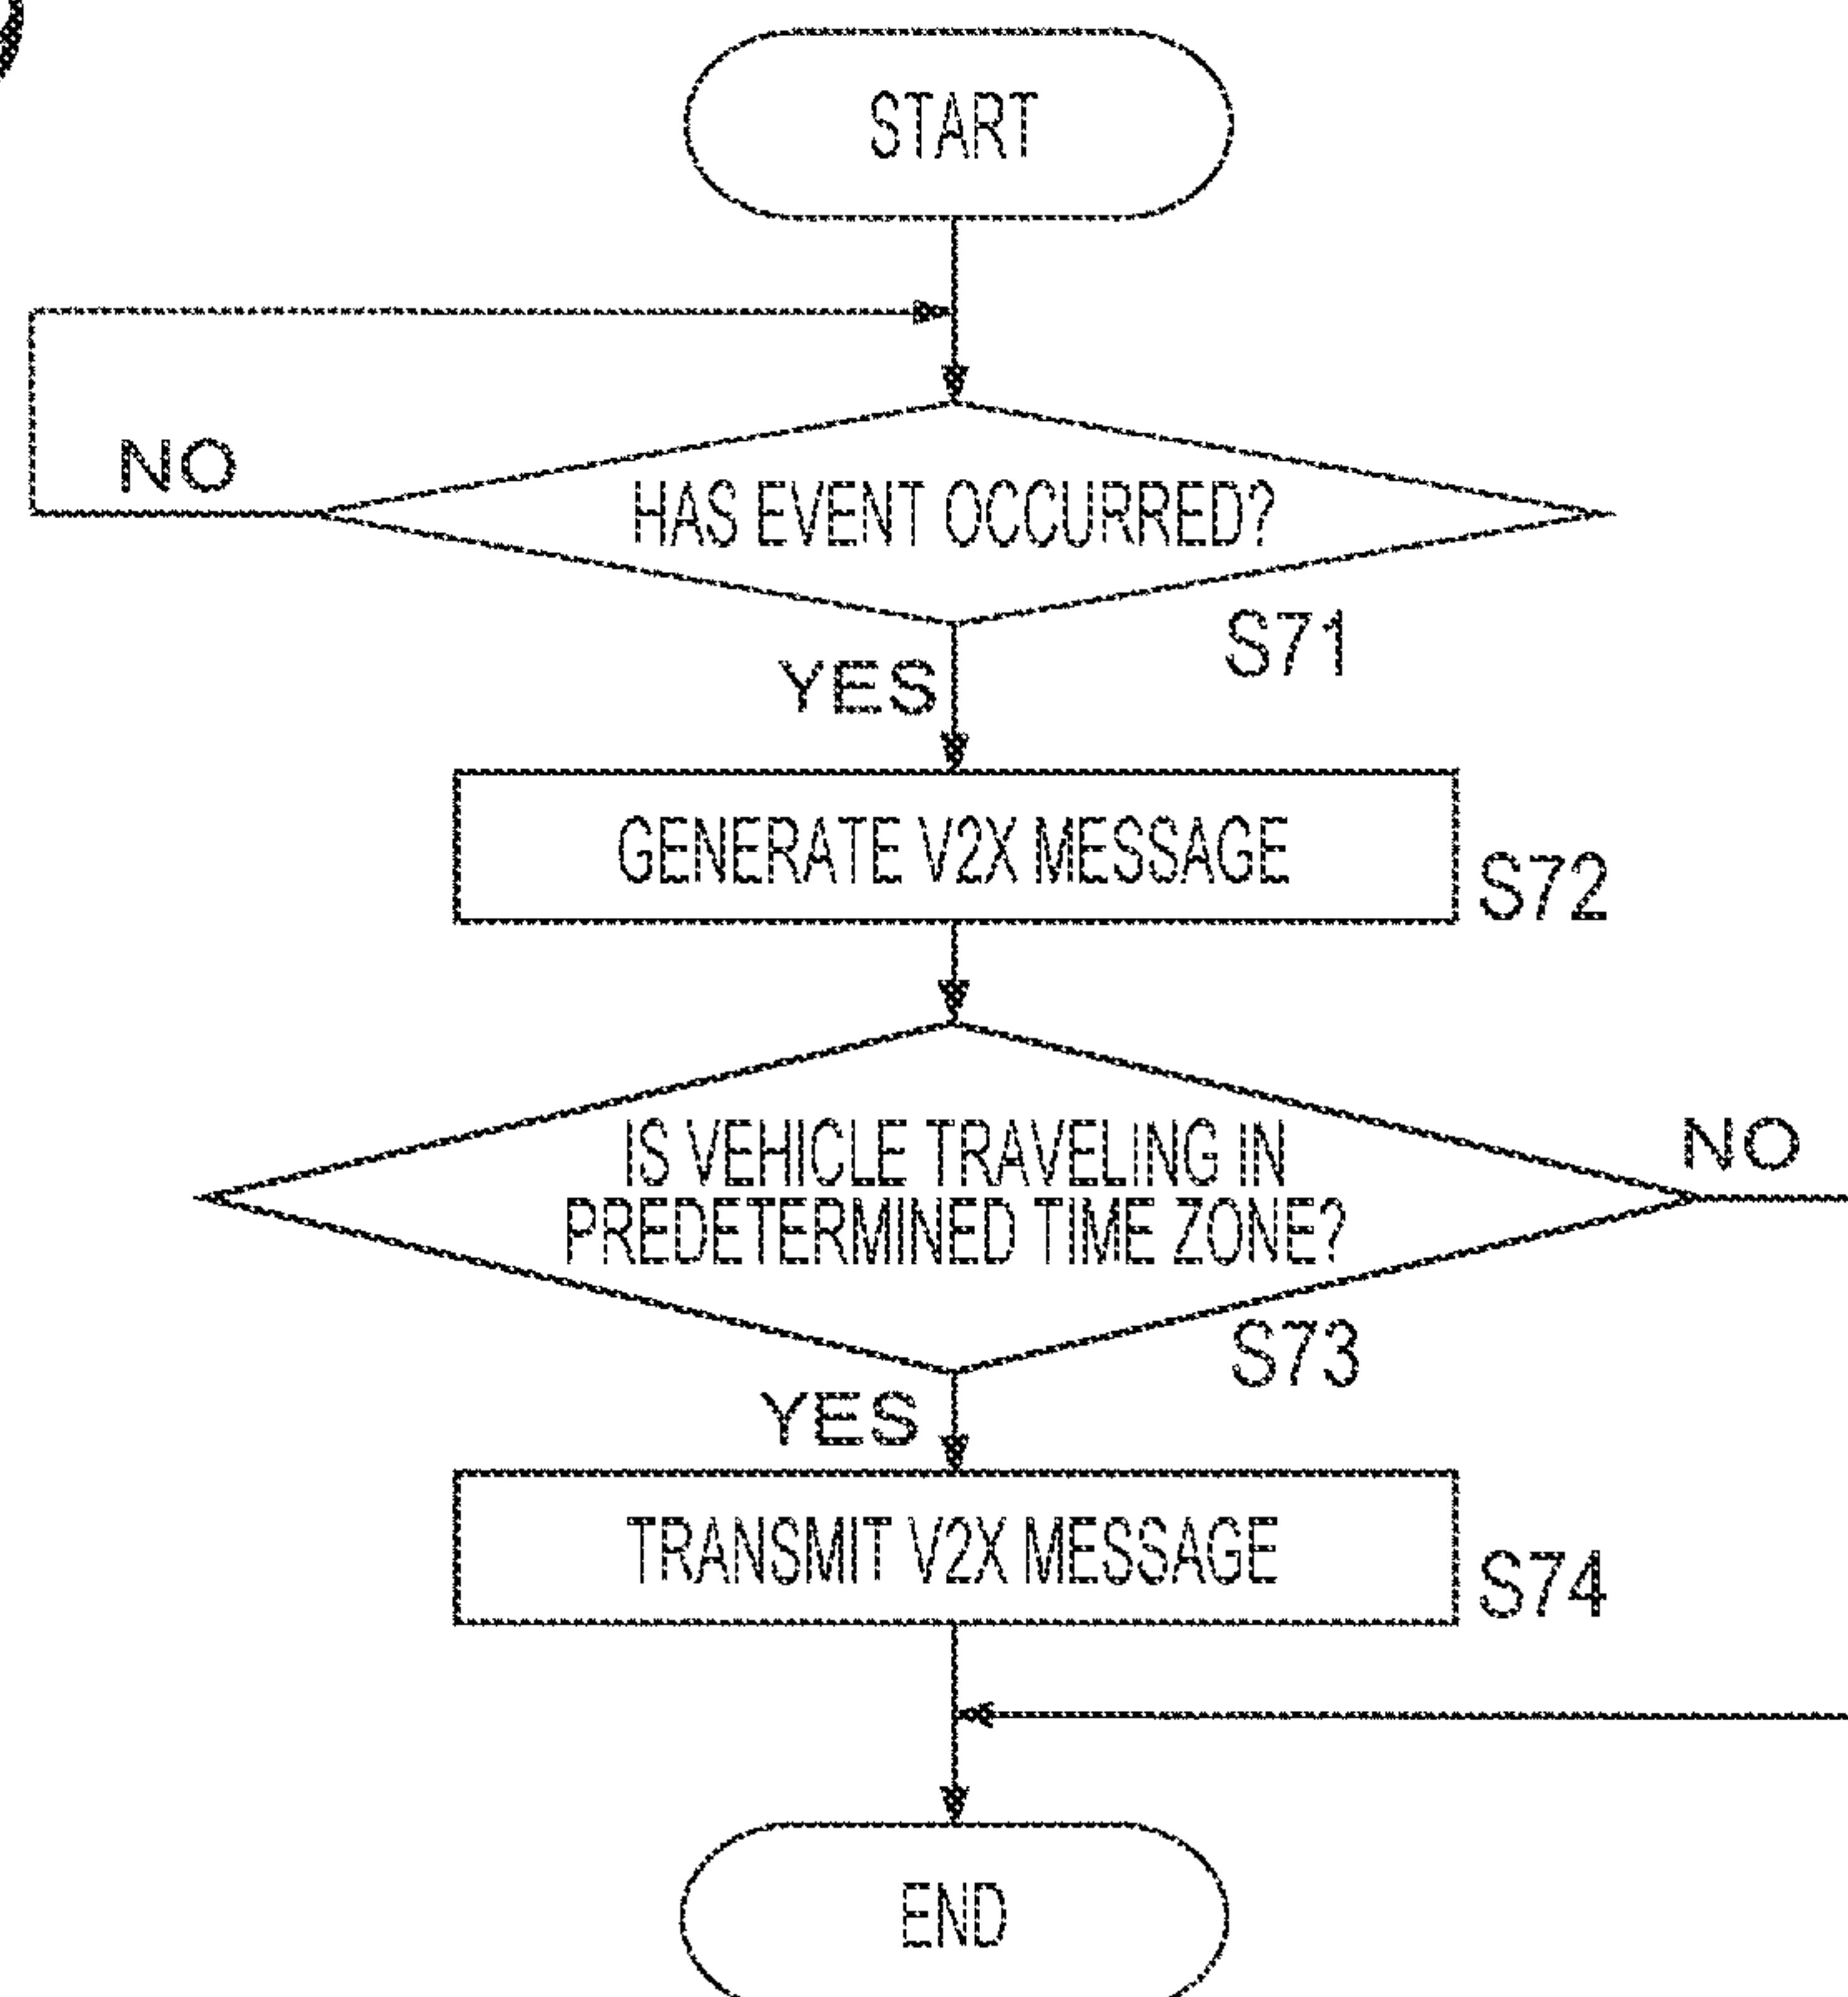 START
NO
HAS EVENT OCCURRED?
S71
YES
GENERATE V2X MESSAGE
S72
IS VEHICLE TRAVELING IN
PREDETERMINED TIME ZONE?
NO
S73
YES
TRANSMIT V2X MESSAGE
S74
END